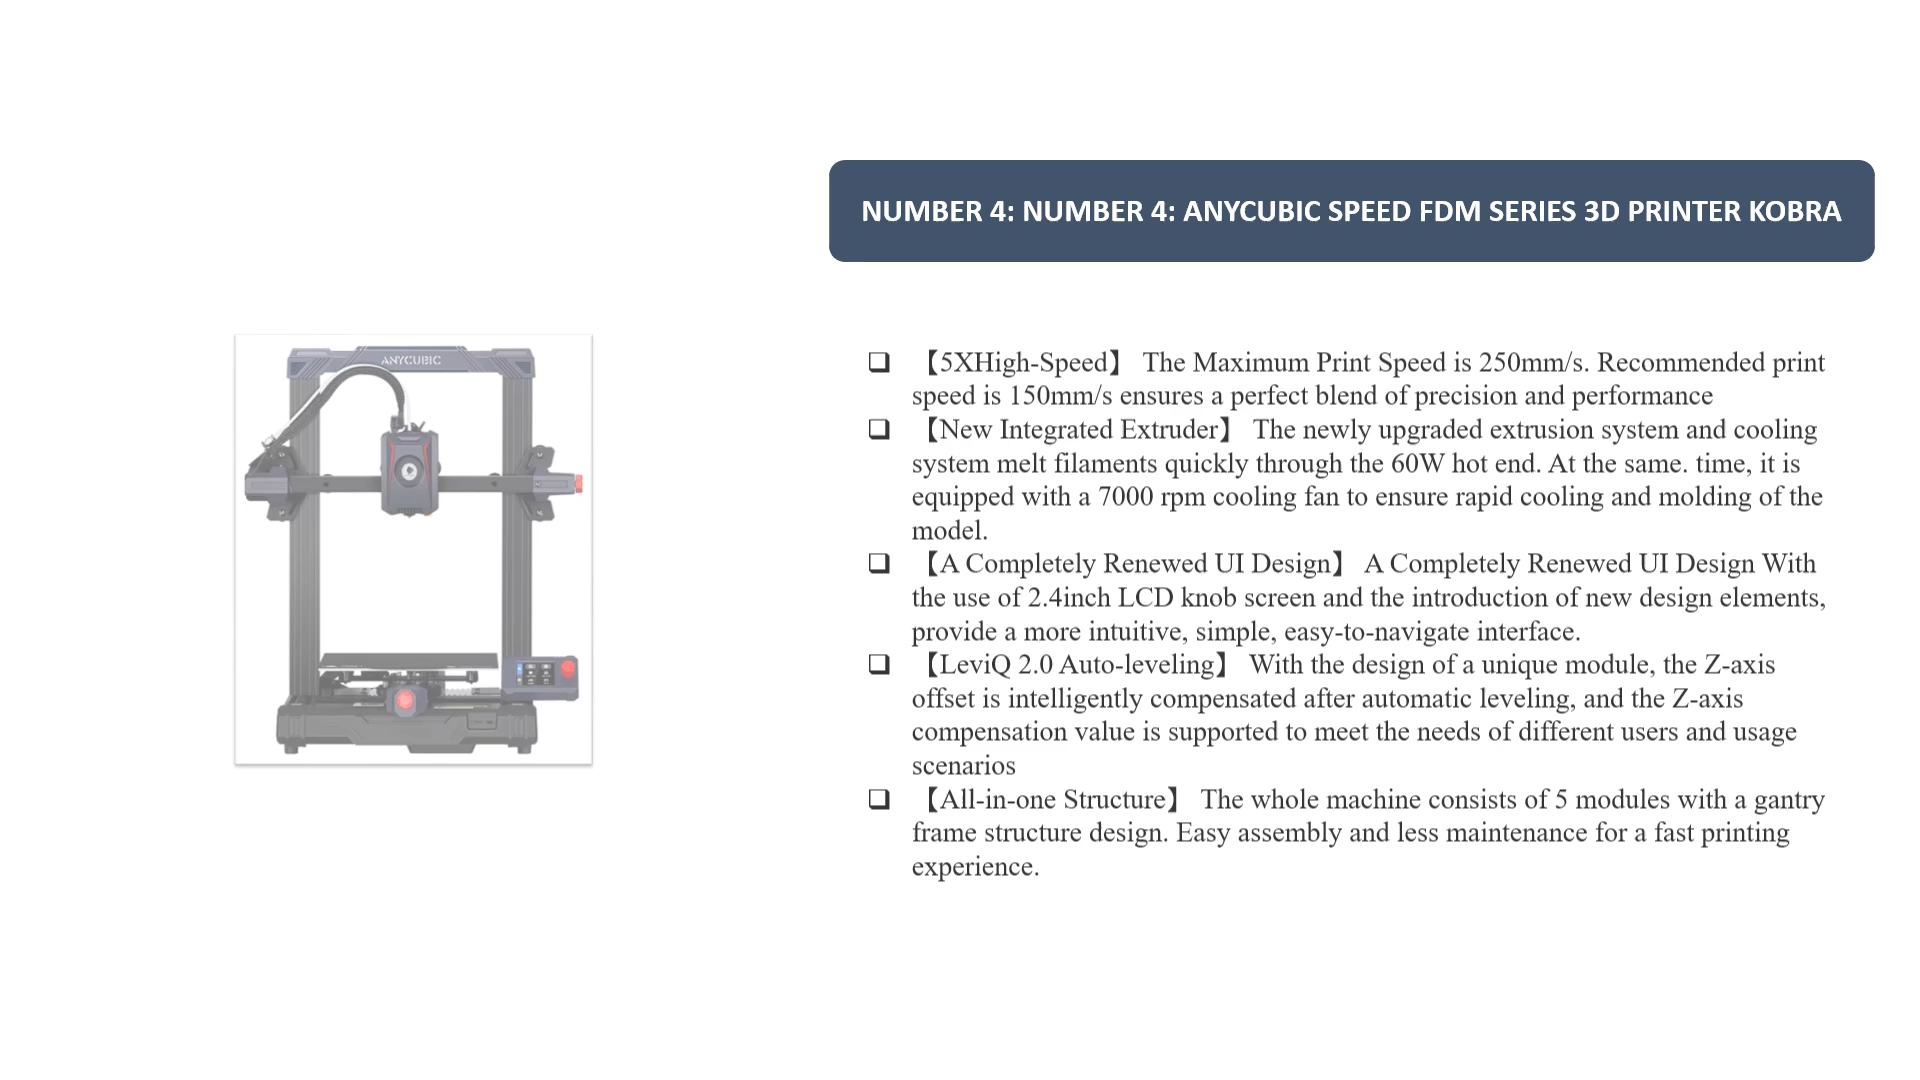 NUMBER 4: NUMBER 4: ANYCUBIC SPEED FDM SERIES 3D PRINTER KOBRA
ANYCUBIC
【5XHigh-Speed】 The Maximum Print Speed is 250mm/s. Recommended print
speed is 150mm/s ensures a perfect blend of precision and performance
【New Integrated Extruder】 The newly upgraded extrusion system and cooling
system melt filaments quickly through the 60W hot end. At the same. time, it is
equipped with a 7000 rpm cooling fan to ensure rapid cooling and molding of the
model.
【A Completely Renewed UI Design】 A Completely Renewed UI Design With
the use of 2.4inch LCD knob screen and the introduction of new design elements,
provide a more intuitive, simple, easy-to-navigate interface.
【LeviQ 2.0 Auto-leveling】 With the design of a unique module, the Z-axis
offset is intelligently compensated after automatic leveling, and the Z-axis
compensation value is supported to meet the needs of different users and usage
scenarios
【All-in-one Structure】 The whole machine consists of 5 modules with a gantry
frame structure design. Easy assembly and less maintenance for a fast printing
experience.